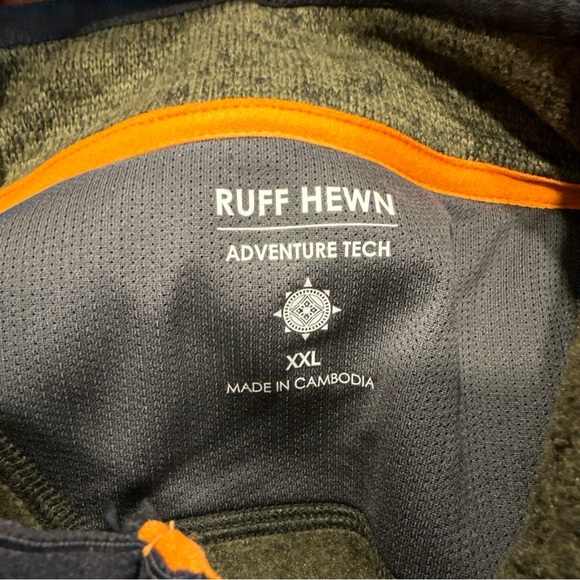 RUFF HEWN
ADVENTURE TECH
XXL
MADE IN CAMBODIA